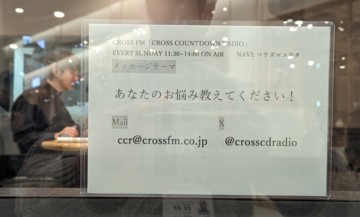 CROSS FM　CROSS COUNTDOWN RADIO
EVERY SUNDAY 11:30~14:00 ON AIR　NAVI: コウズマユウタ
メッセージテーマ
あなたのお悩み教えてください！
Mail　X
ccr@crossfm.co.jp　@crosscdradio